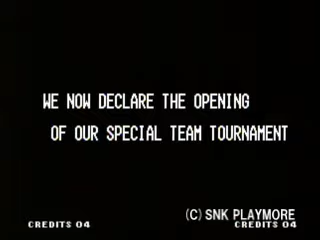 WE NOW DECLARE THE OPENING
OF OUR SPECIAL TEAM TOURNAMENT
(C) SNK PLAYMORE
CREDITS 04
CREDITS 04